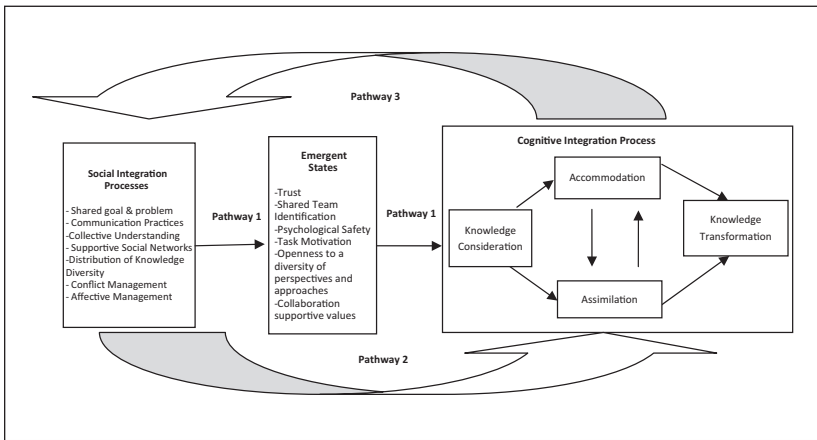 Pathway 3
Social Integration
Processes
- Shared goal & problem
- Communication Practices
-Collective Understanding
- Supportive Social Networks
-Distribution of Knowledge
Diversity
- Conflict Management
- Affective Management
Pathway 1
Emergent
States
-Trust
-Shared Team
Identification
-Psychological Safety
-Task Motivation
-Openness to a
diversity of
perspectives and
approaches
-Collaboration
supportive values
Pathway 1
Cognitive Integration Process
Knowledge
Consideration
Accommodation
Assimilation
Knowledge
Transformation
Pathway 2